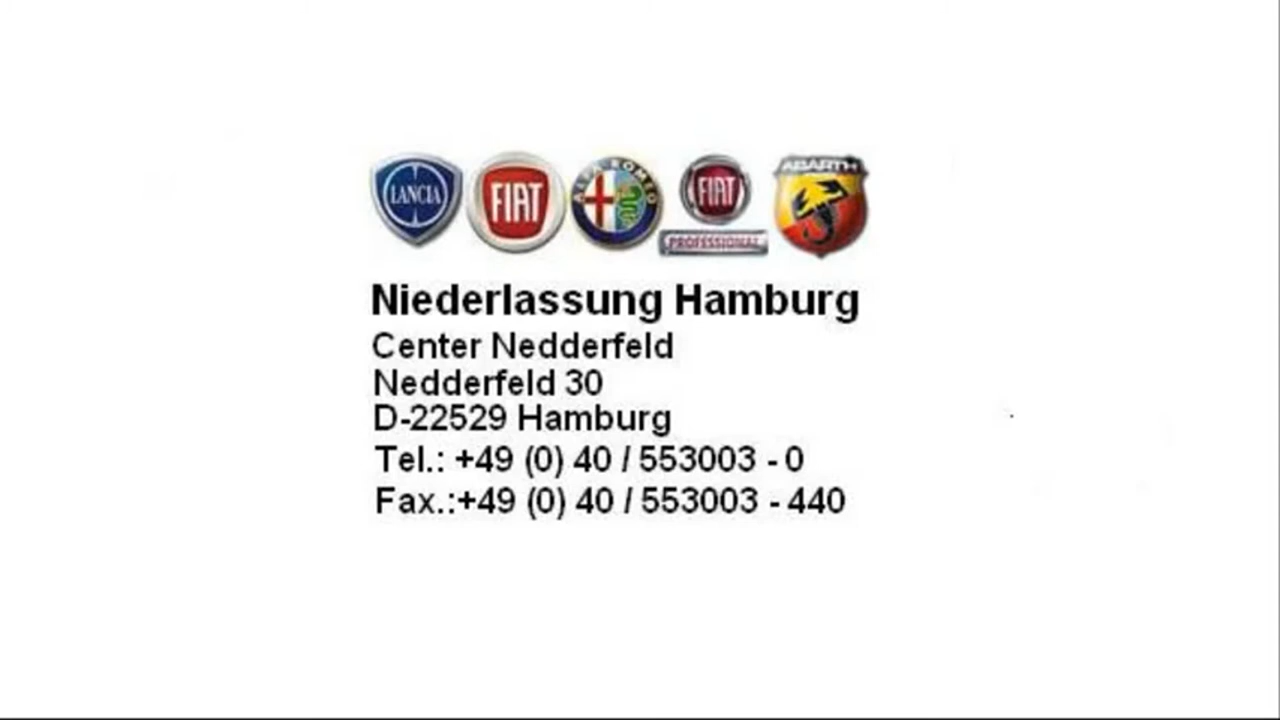 LANCIA FIAT ALFA ROMEO FIAT ABARTH
PROFESSIONAL
Niederlassung Hamburg
Center Nedderfeld
Nedderfeld 30
D-22529 Hamburg
Tel.: +49 (0) 40 / 553003 - 0
Fax.:+49 (0) 40 / 553003 - 440